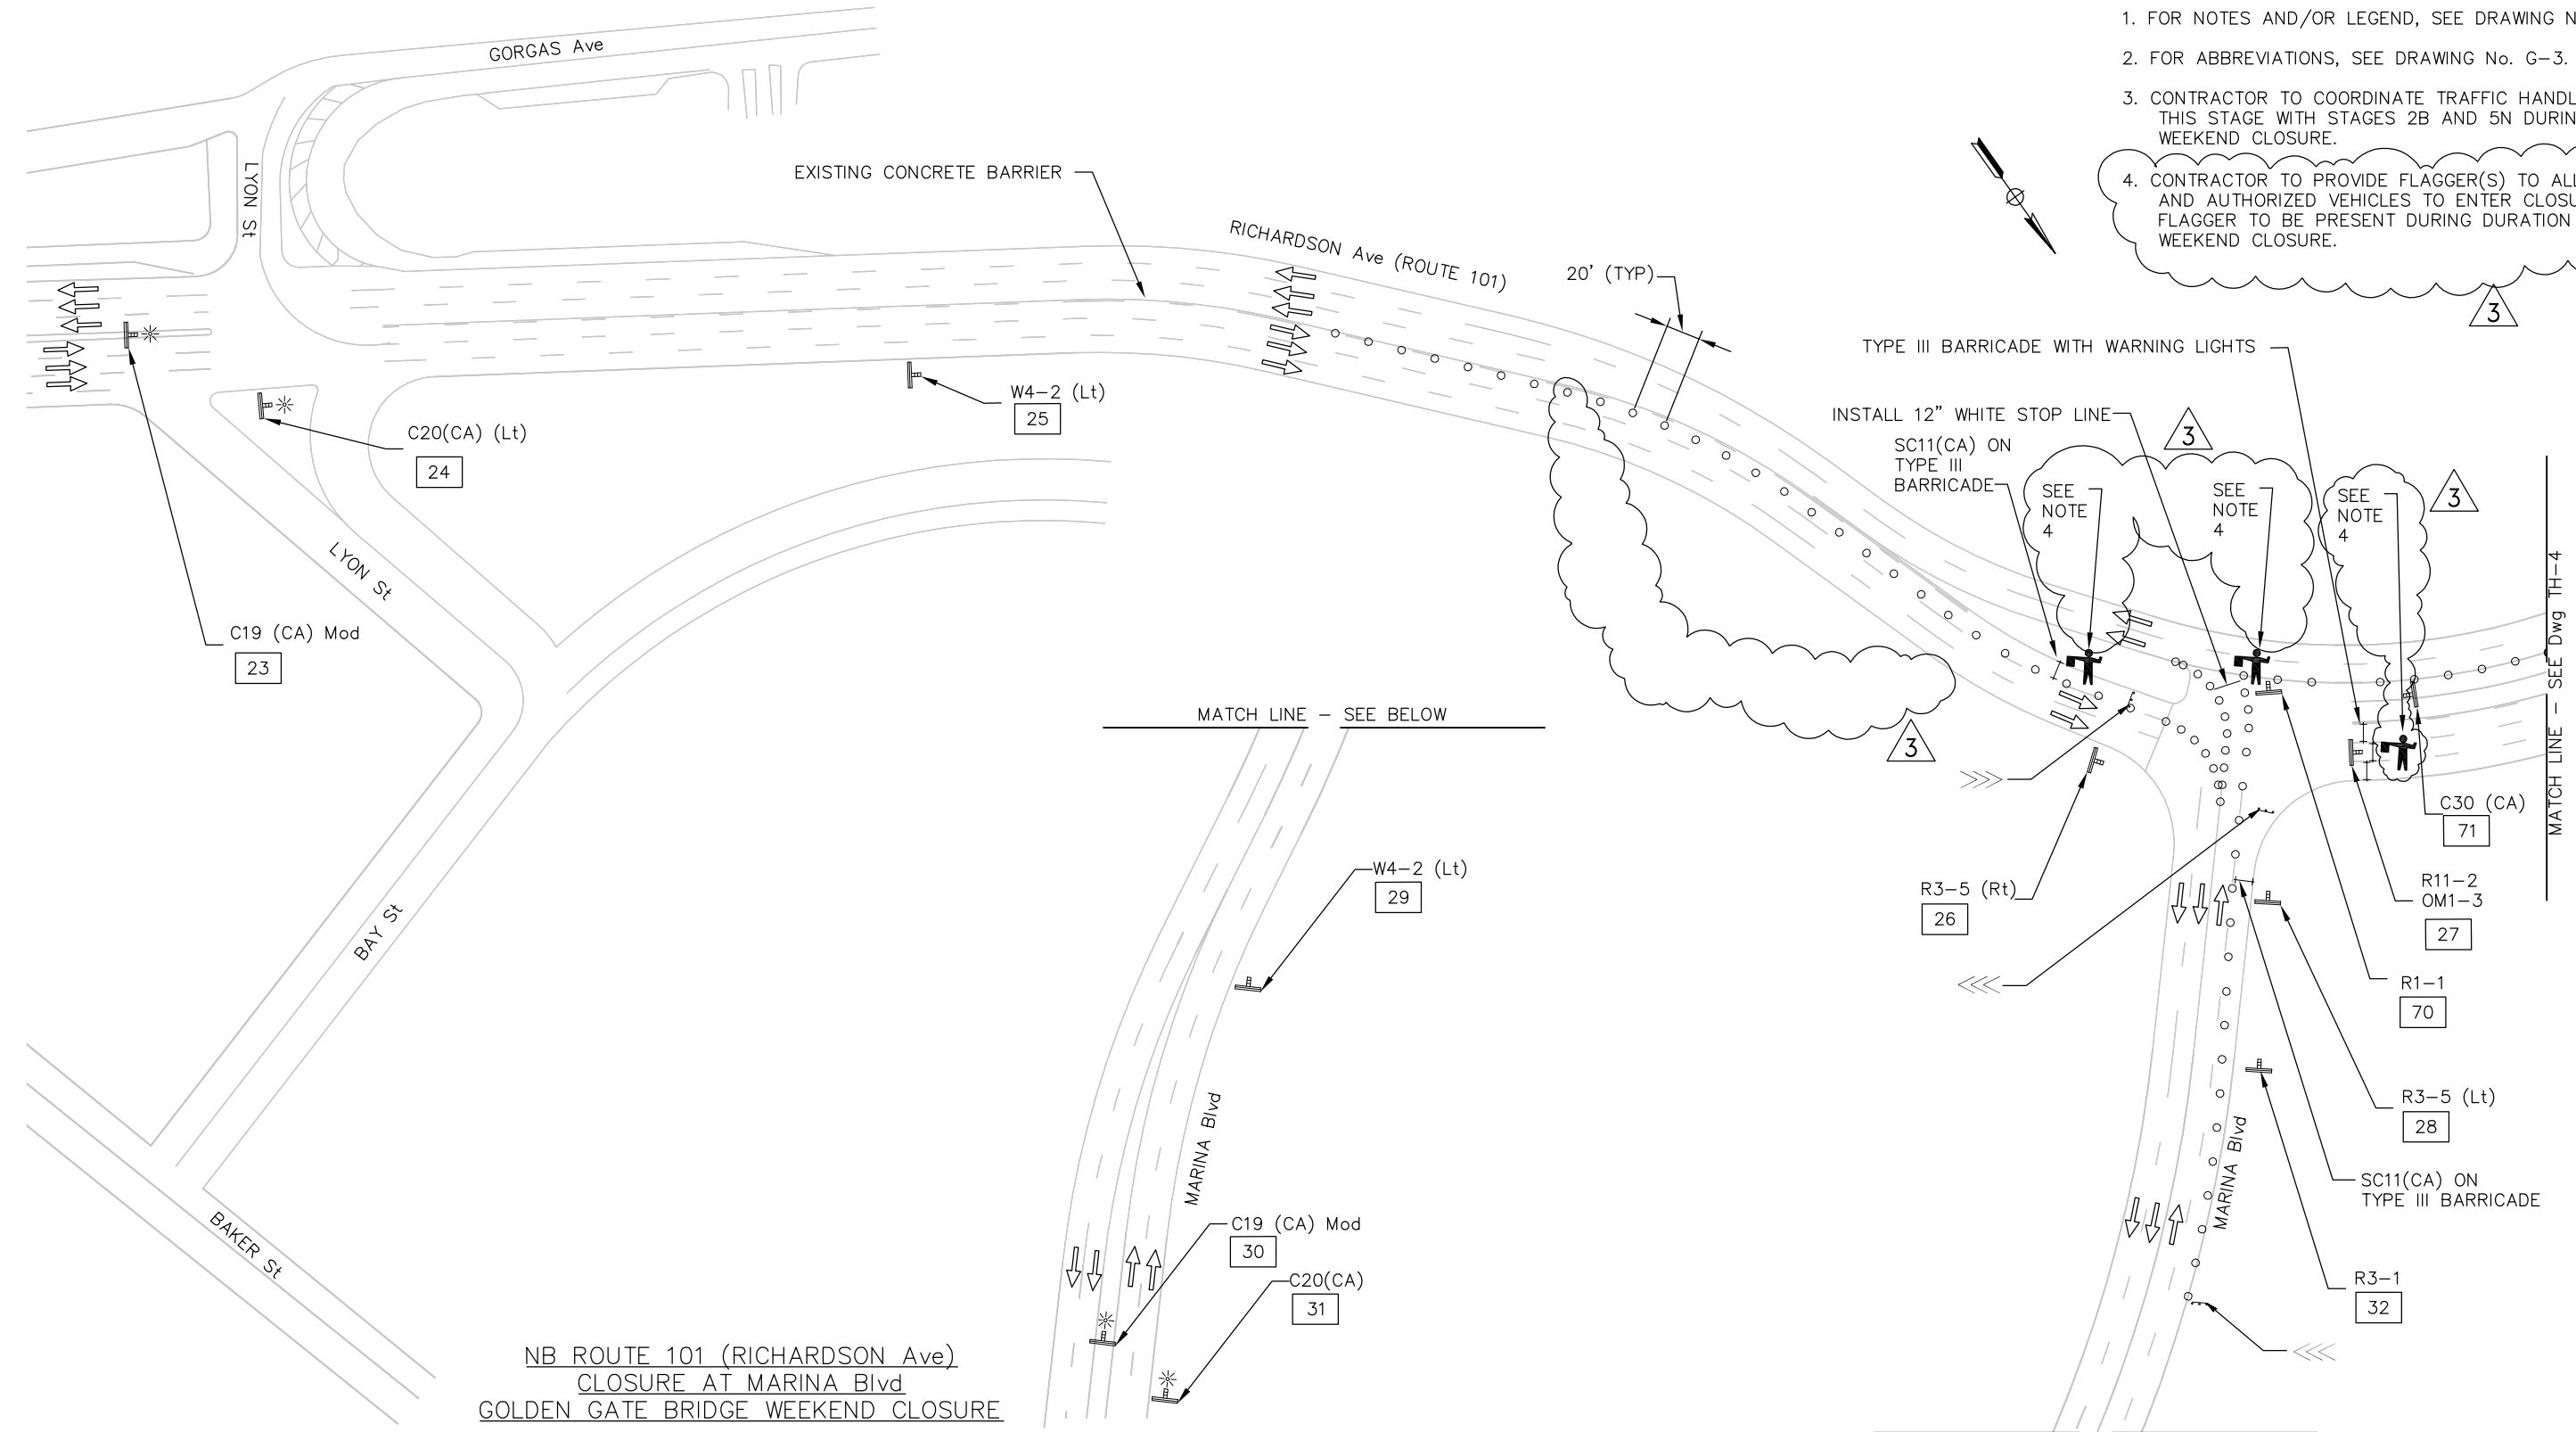 1. FOR NOTES AND/OR LEGEND, SEE DRAWING N
2. FOR ABBREVIATIONS, SEE DRAWING No. G-3.
3. CONTRACTOR TO COORDINATE TRAFFIC HANDL
THIS STAGE WITH STAGES 2B AND 5N DURIN
WEEKEND CLOSURE.
4. CONTRACTOR TO PROVIDE FLAGGER(S) TO ALL
AND AUTHORIZED VEHICLES TO ENTER CLOSU
FLAGGER TO BE PRESENT DURING DURATION
WEEKEND CLOSURE.
3
GORGAS Ave
LYON St
EXISTING CONCRETE BARRIER
RICHARDSON Ave (ROUTE 101)
20' (TYP)
TYPE III BARRICADE WITH WARNING LIGHTS
INSTALL 12" WHITE STOP LINE
SC11(CA) ON
TYPE III
BARRICADE
3
SEE
NOTE
4
SEE
NOTE
4
SEE
NOTE
4
3
W4-2 (Lt)
25
C20(CA) (Lt)
24
LYON St
C19 (CA) Mod
23
MATCH LINE - SEE Dwg TH-4
MATCH LINE - SEE BELOW
3
C30 (CA)
71
W4-2 (Lt)
29
R3-5 (Rt)
26
R11-2
OM1-3
27
BAY St
R1-1
70
MARINA Blvd
R3-5 (Lt)
28
MARINA Blvd
SC11(CA) ON
TYPE III BARRICADE
BAKER St
C19 (CA) Mod
30
C20(CA)
31
R3-1
32
NB ROUTE 101 (RICHARDSON Ave)
CLOSURE AT MARINA Blvd
GOLDEN GATE BRIDGE WEEKEND CLOSURE